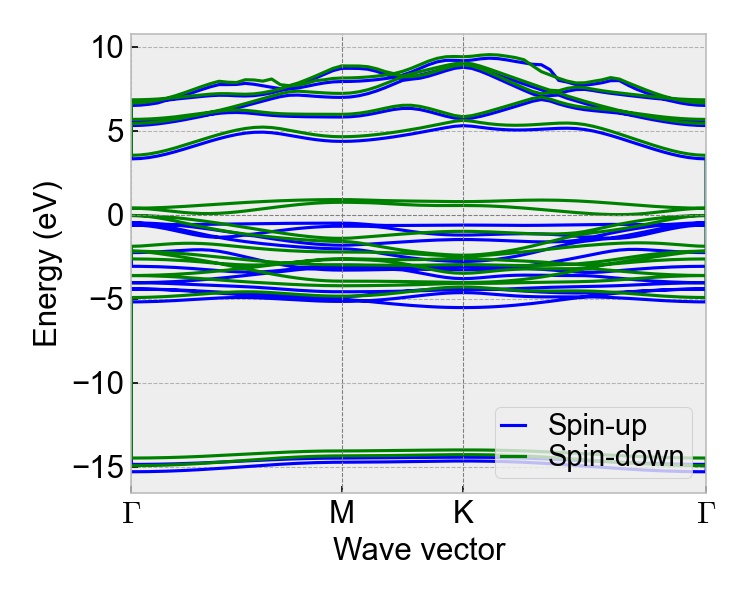 10
5
0
−5
−10
−15
Energy (eV)
Spin-up
Spin-down
Γ M K Γ
Wave vector